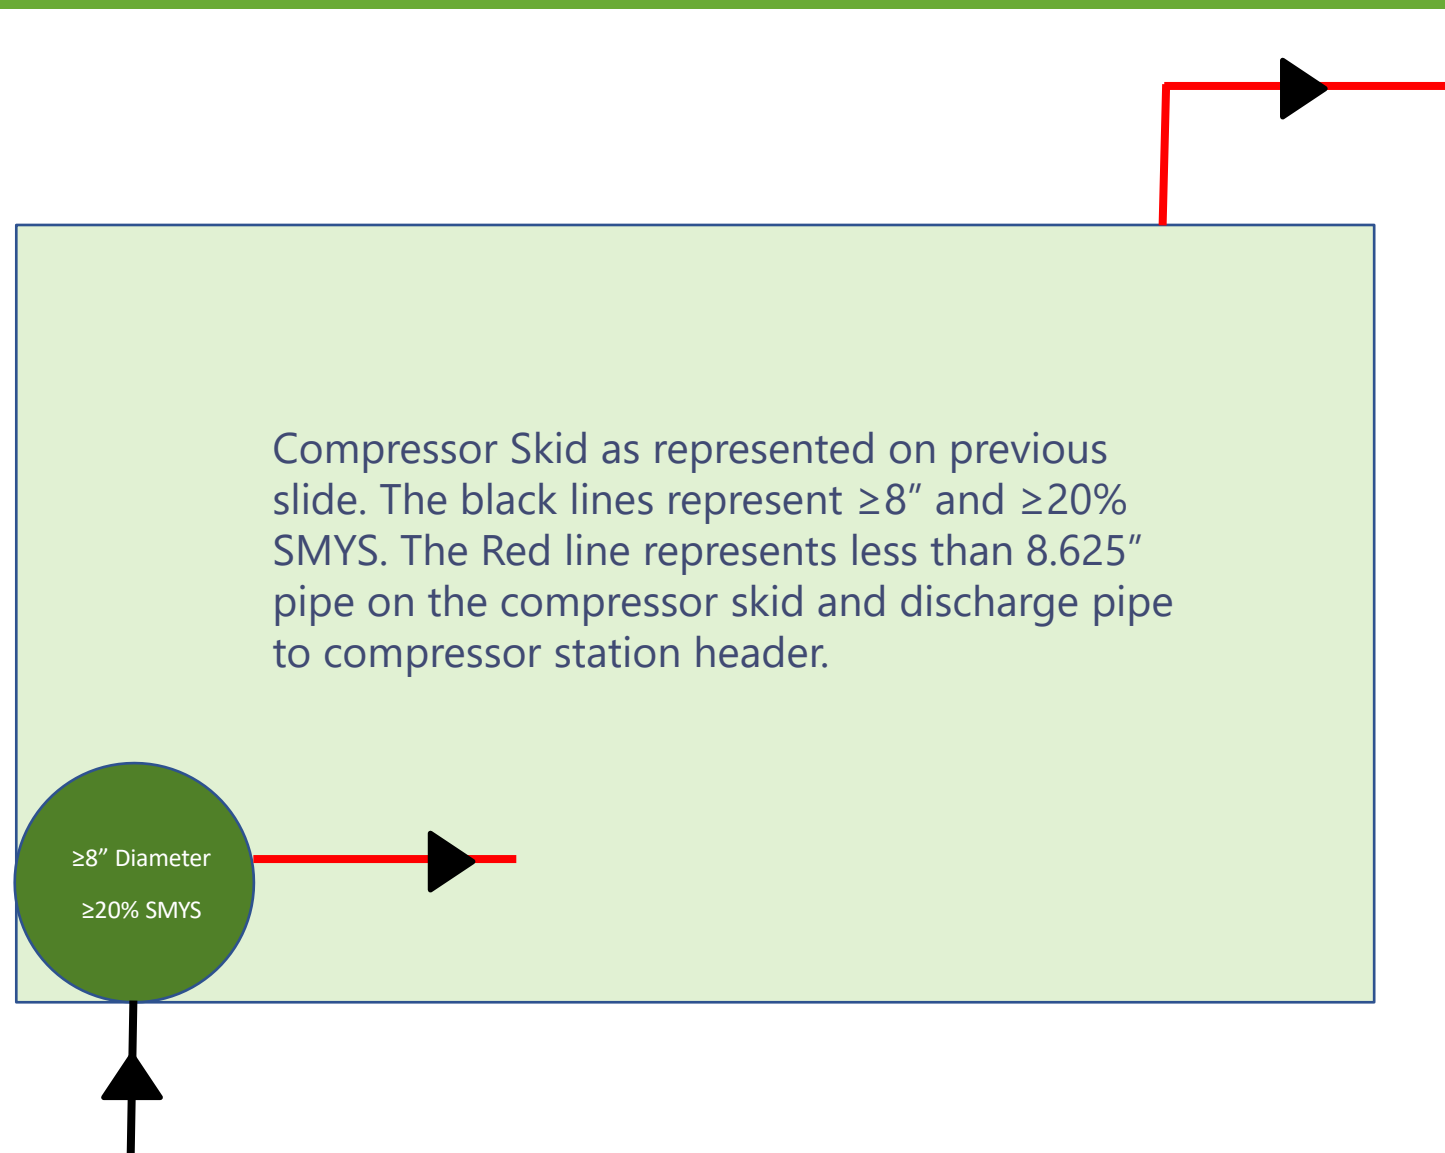 Compressor Skid as represented on previous
slide. The black lines represent ≥8” and ≥20%
SMYS. The Red line represents less than 8.625”
pipe on the compressor skid and discharge pipe
to compressor station header.
≥8” Diameter
≥20% SMYS